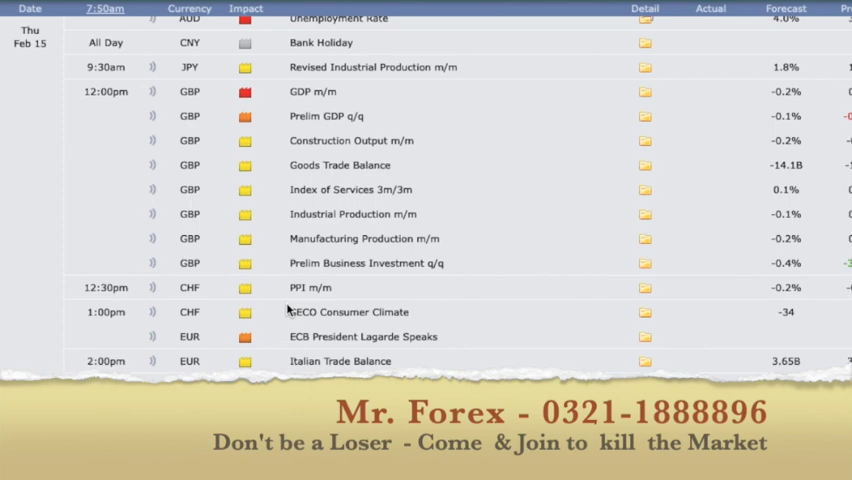 Date 7:50am Currency Impact Detail Actual Forecast
AUD Unemployment Rate 4.0%
Thu
Feb 15
All Day CNY Bank Holiday
9:30am JPY Revised Industrial Production m/m 1.8%
12:00pm GBP GDP m/m -0.2%
GBP Prelim GDP q/q -0.1%
GBP Construction Output m/m -0.2%
GBP Goods Trade Balance -14.1B
GBP Index of Services 3m/3m 0.1%
GBP Industrial Production m/m -0.1%
GBP Manufacturing Production m/m -0.2%
GBP Prelim Business Investment q/q -0.4%
12:30pm CHF PPI m/m -0.2%
1:00pm CHF SECO Consumer Climate -34
EUR ECB President Lagarde Speaks
2:00pm EUR Italian Trade Balance 3.65B
Mr. Forex - 0321-1888896
Don't be a Loser - Come & Join to kill the Market